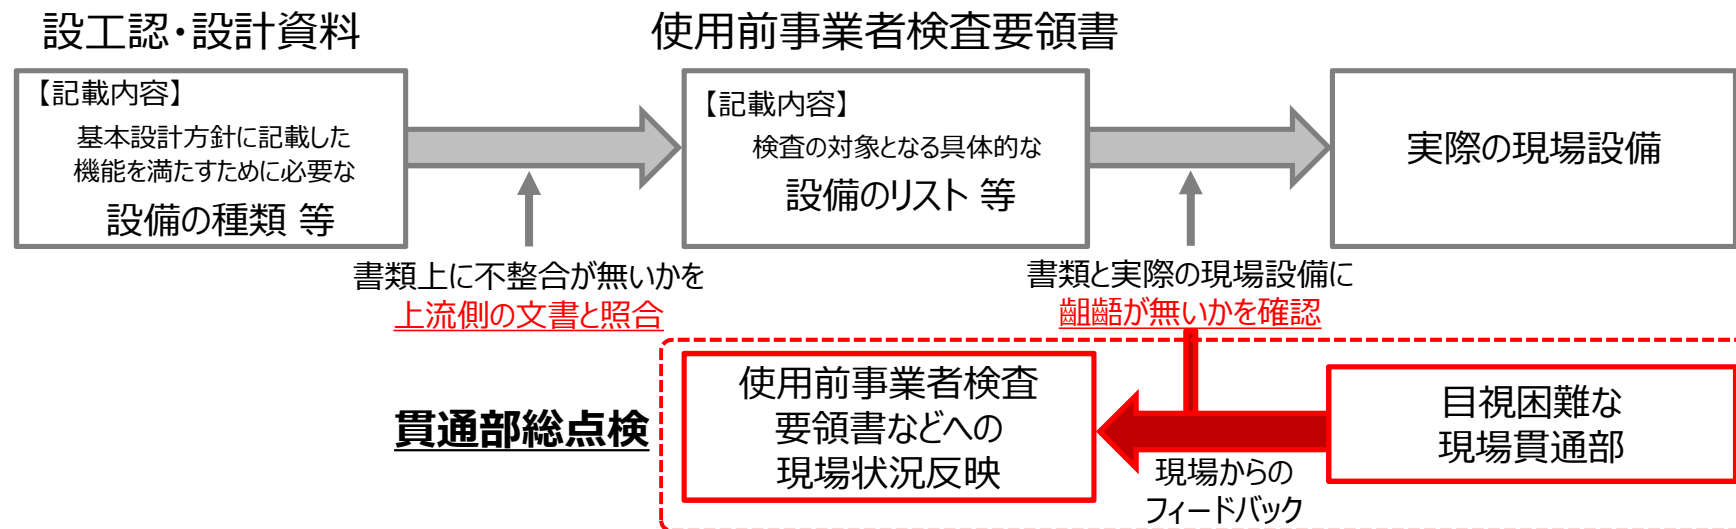 設工認・設計資料
【記載内容】
基本設計方針に記載した
機能を満たすために必要な
設備の種類 等
使用前事業者検査要領書
【記載内容】
検査の対象となる具体的な
設備のリスト 等
実際の現場設備
書類上に不整合が無いかを
上流側の文書と照合
書類と実際の現場設備に
齟齬が無いかを確認
貫通部総点検
使用前事業者検査
要領書などへの
現場状況反映
現場からの
フィードバック
目視困難な
現場貫通部